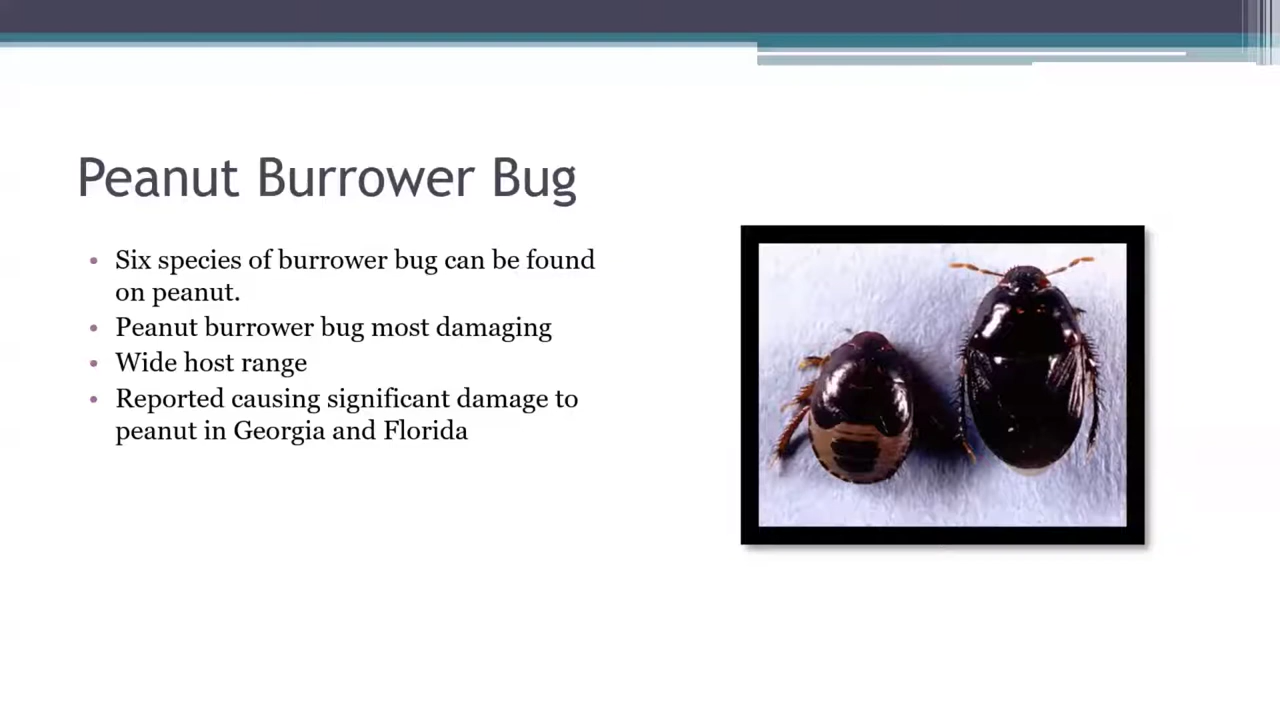 Peanut Burrower Bug
• Six species of burrower bug can be found
on peanut.
• Peanut burrower bug most damaging
• Wide host range
• Reported causing significant damage to
peanut in Georgia and Florida